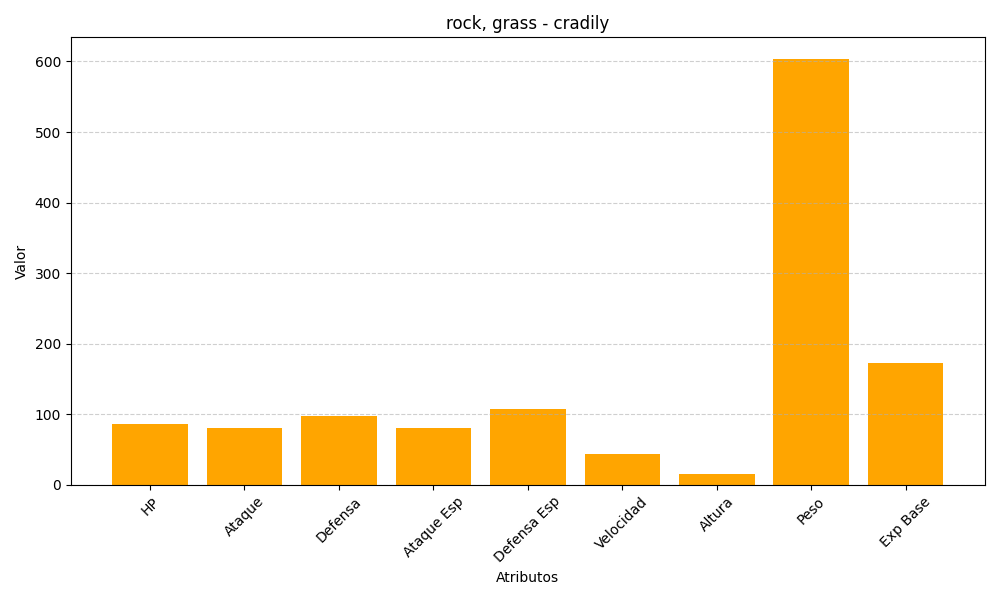 rock, grass - cradily
Valor
600
500
400
300
200
100
0
HP
Ataque
Defensa
Ataque Esp
Defensa Esp
Velocidad
Altura
Peso
Exp Base
Atributos